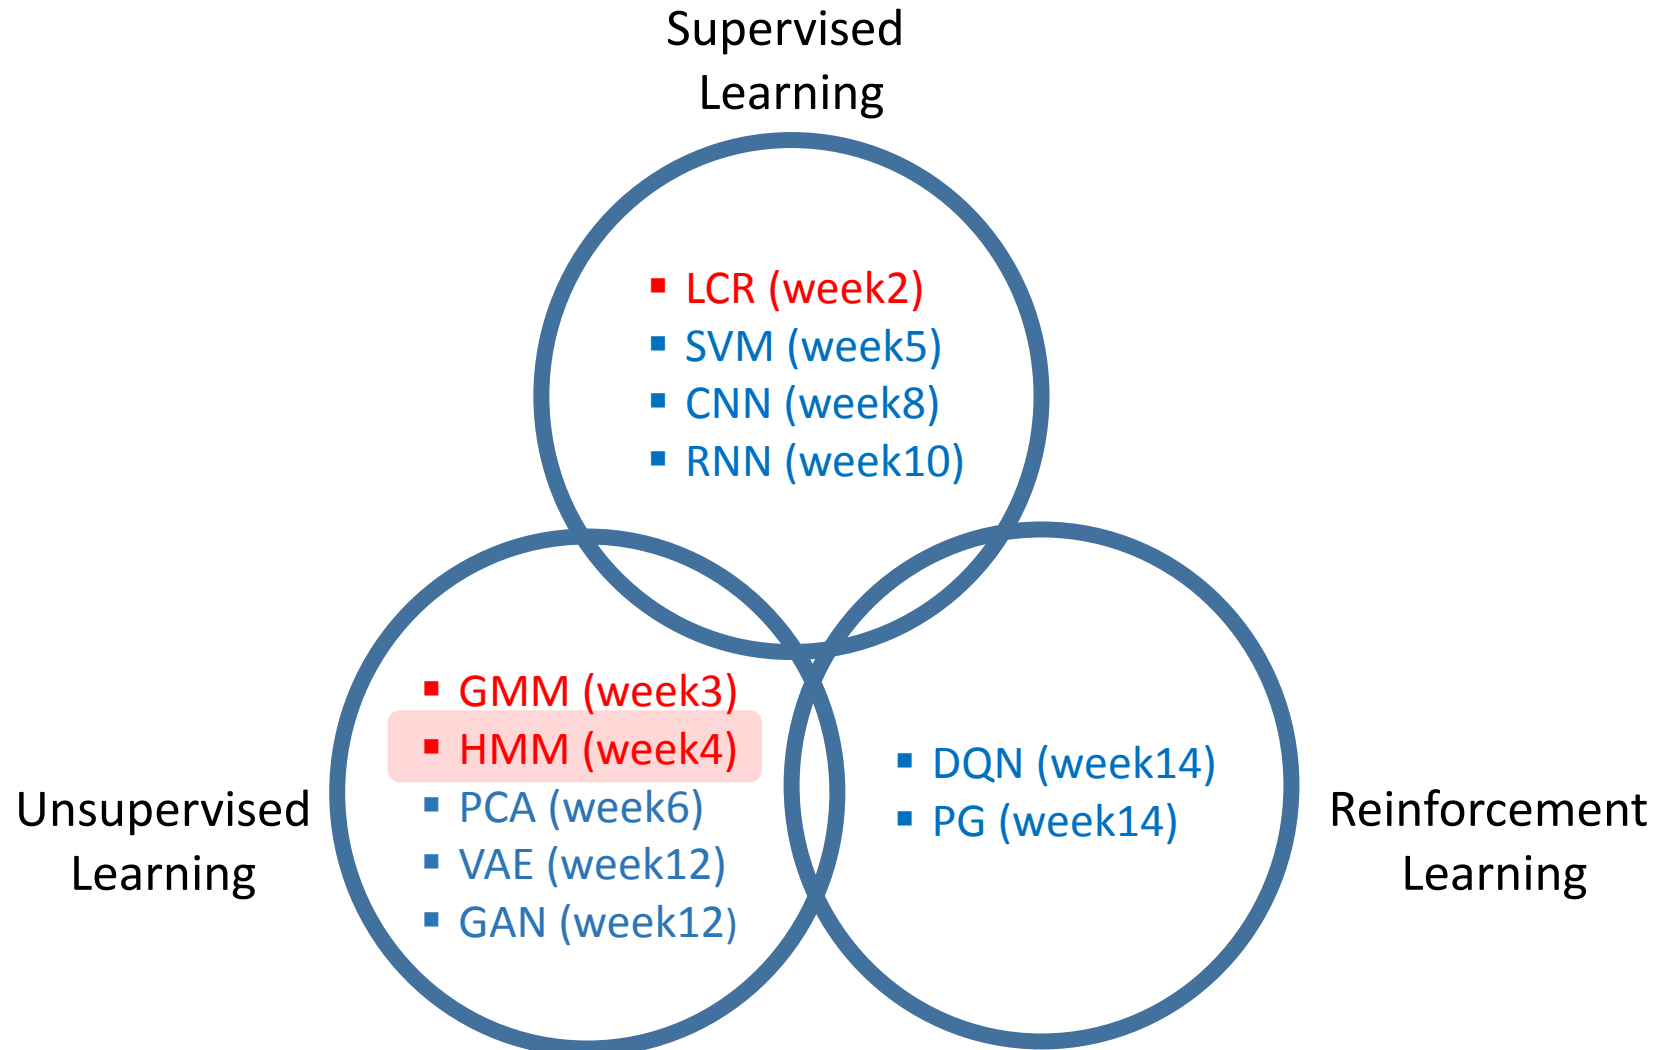 Supervised
Learning
▪ LCR (week2)
▪ SVM (week5)
▪ CNN (week8)
▪ RNN (week10)
▪ GMM (week3)
▪ HMM (week4)
▪ PCA (week6)
▪ VAE (week12)
▪ GAN (week12)
Unsupervised
Learning
▪ DQN (week14)
▪ PG (week14)
Reinforcement
Learning